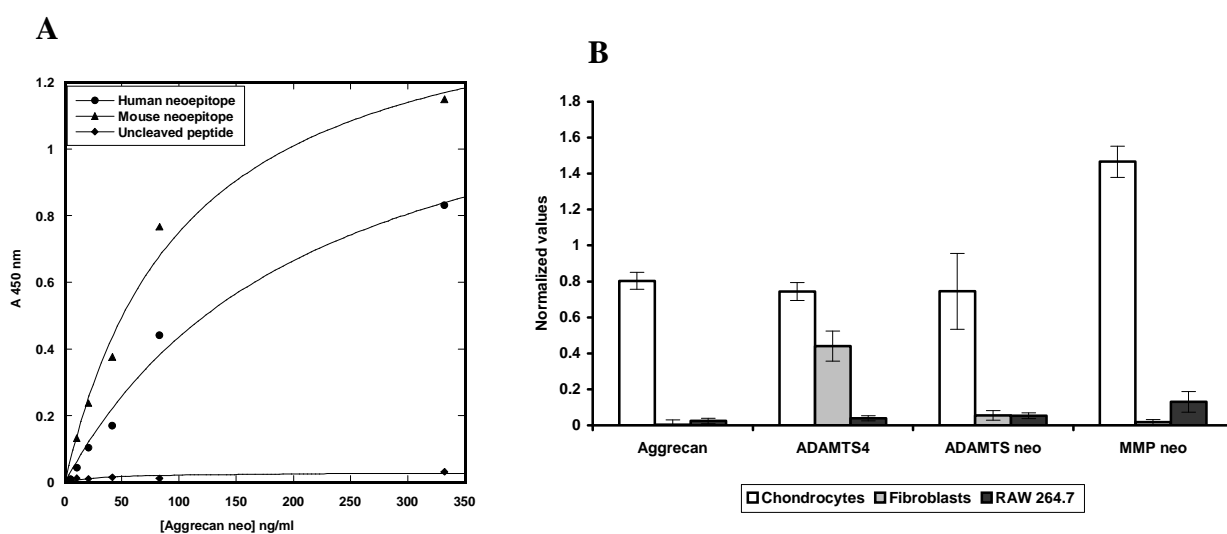 A
1.2
1
0.8
0.6
0.4
0.2
0
A 450 nm
Human neoepitope
Mouse neoepitope
Uncleaved peptide
0 50 100 150 200 250 300 350
[Aggrecan neo] ng/ml
B
1.8
1.6
1.4
1.2
1
0.8
0.6
0.4
0.2
0
Normalized values
Aggrecan ADAMTS4 ADAMTS neo MMP neo
Chondrocytes Fibroblasts RAW 264.7